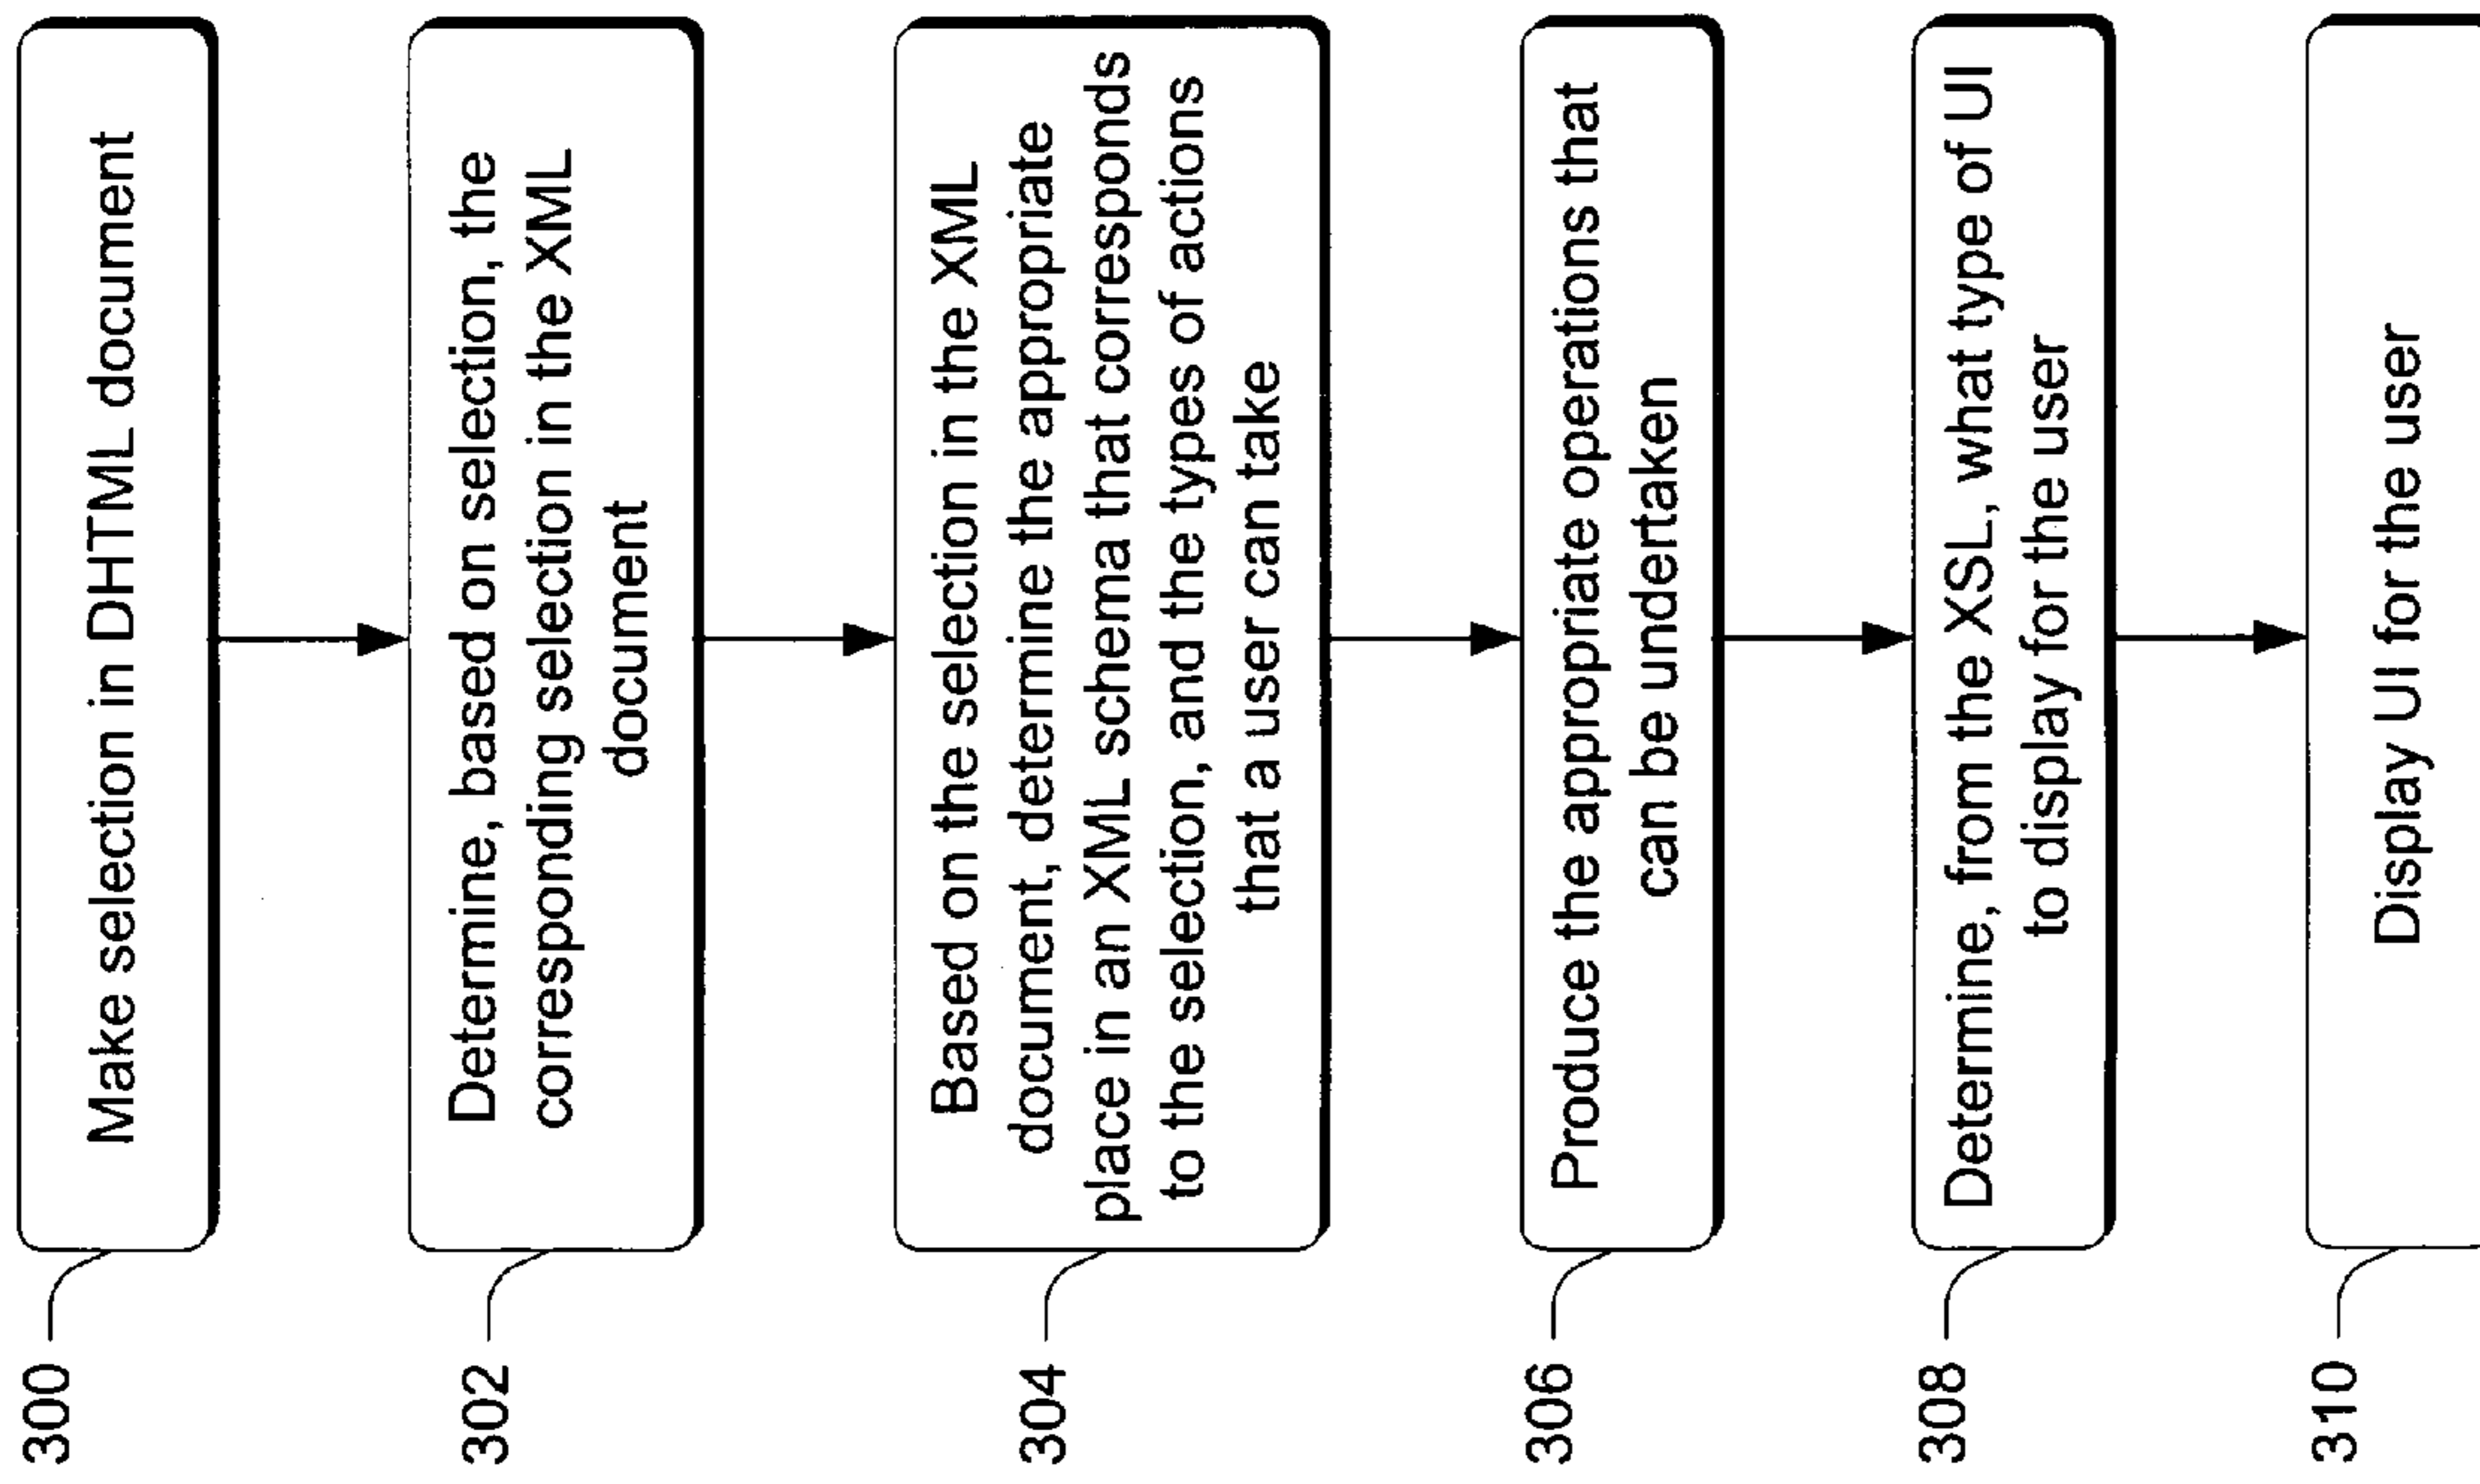 300
Make selection in DHTML document
302
Determine, based on selection, the
corresponding selection in the XML
document
304
Based on the selection in the XML
document, determine the appropriate
place in an XML schema that corresponds
to the selection, and the types of actions
that a user can take
306
Produce the appropriate operations that
can be undertaken
308
Determine, from the XSL, what type of UI
to display for the user
310
Display UI for the user